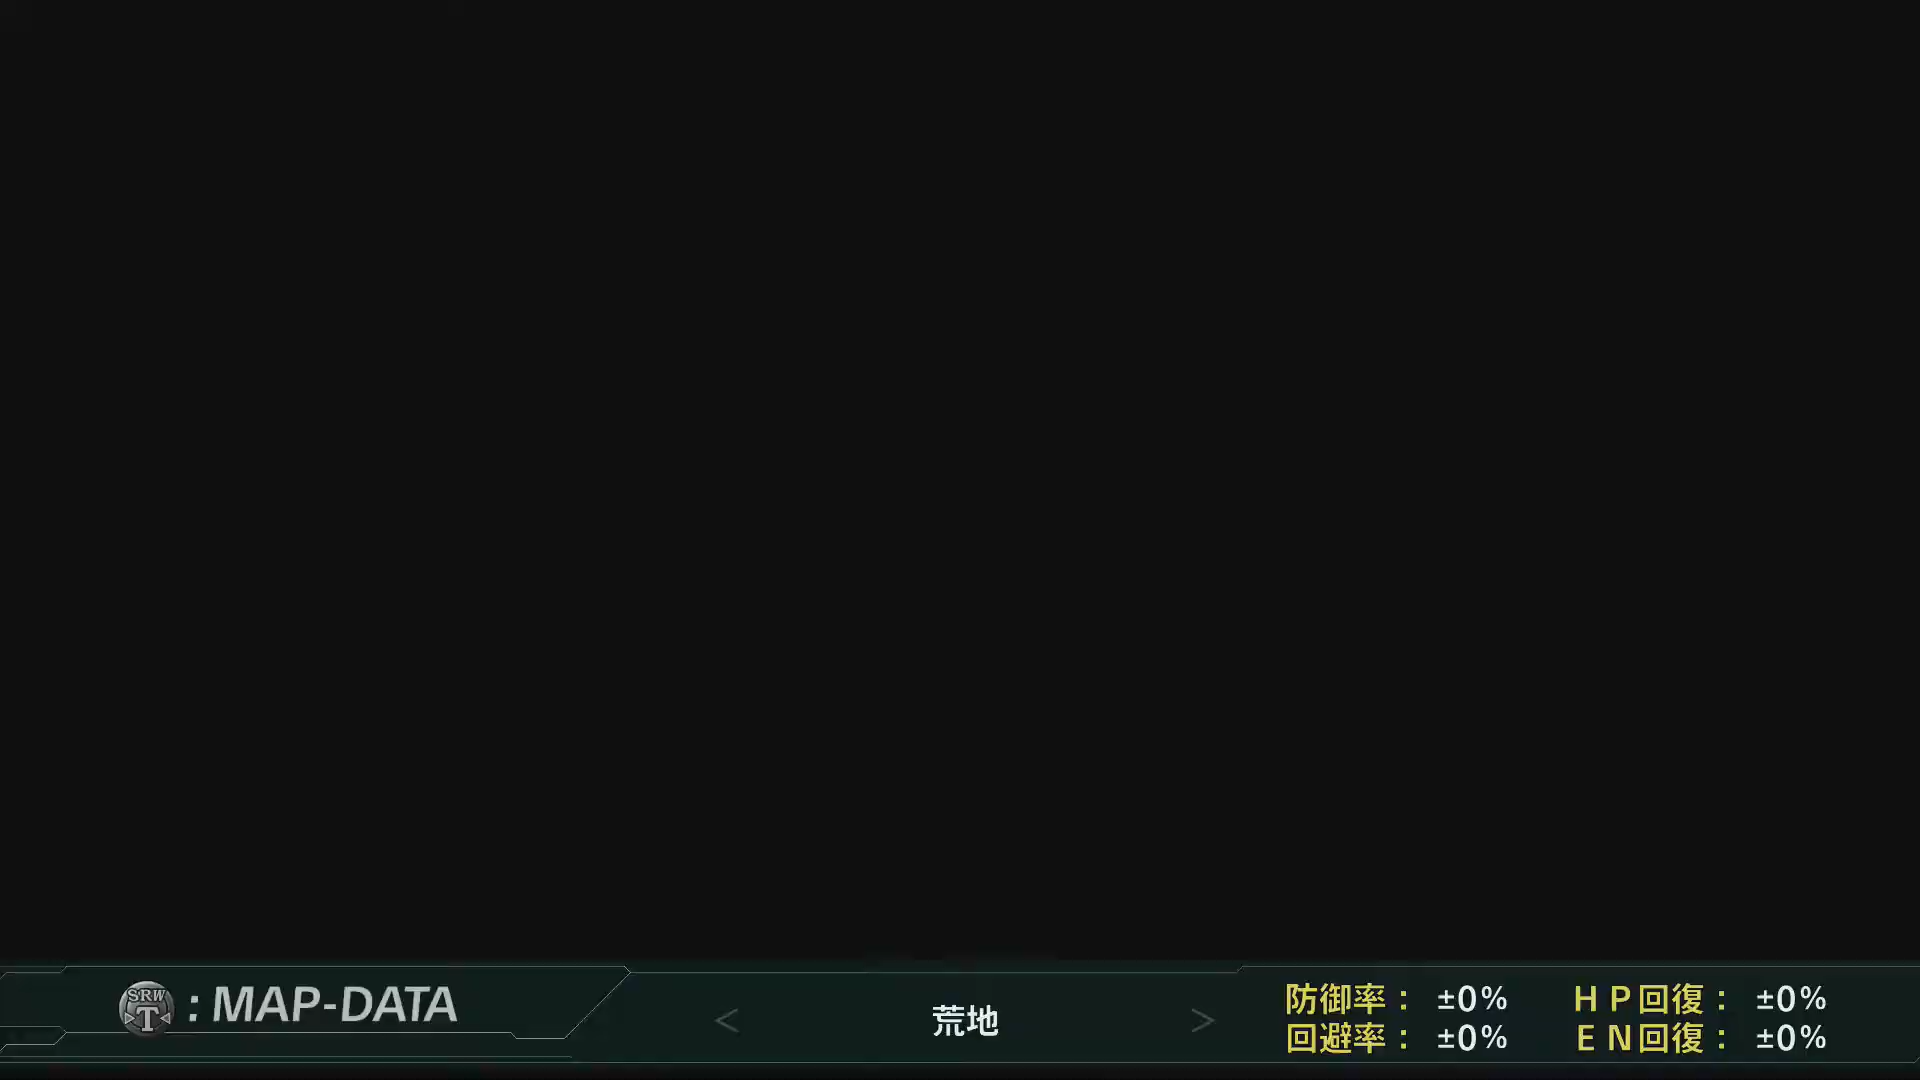 SRW T : MAP-DATA
< 荒地 >
防御率： ±0% ＨＰ回復： ±0%
回避率： ±0% ＥＮ回復： ±0%